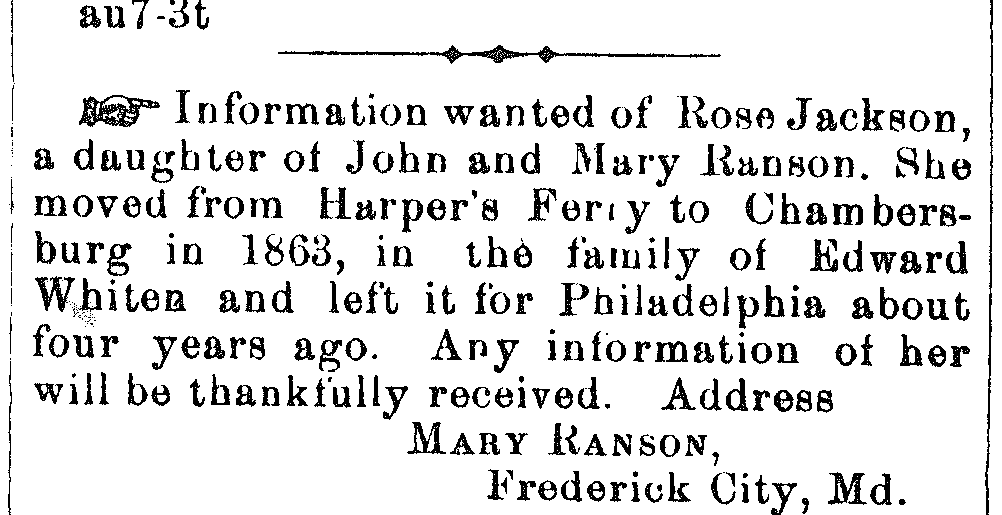 au7-3t
☞ Information wanted of Rose Jackson,
a daughter of John and Mary Ranson. She
moved from Harper's Ferry to Chambers-
burg in 1863, in the family of Edward
Whiten and left it for Philadelphia about
four years ago. Any information of her
will be thankfully received. Address
MARY RANSON,
Frederick City, Md.